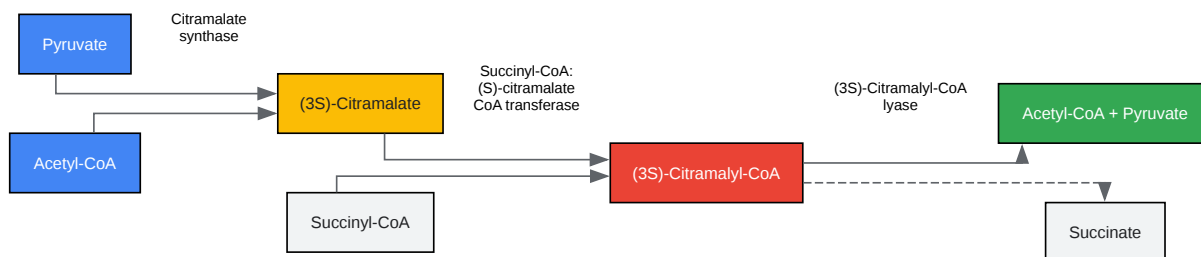 Citramalate
synthase
Pyruvate
Succinyl-CoA:
(S)-citramalate
CoA transferase
(3S)-Citramalyl-CoA
lyase
(3S)-Citramalate
Acetyl-CoA + Pyruvate
Acetyl-CoA
(3S)-Citramalyl-CoA
Succinyl-CoA
Succinate